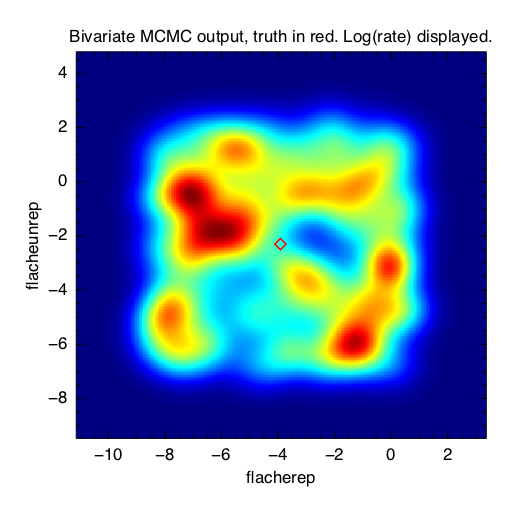 Bivariate MCMC output, truth in red. Log(rate) displayed.
4
2
0
−2
−4
−6
−8
flacheunrep
−10 −8 −6 −4 −2 0 2
flacherep